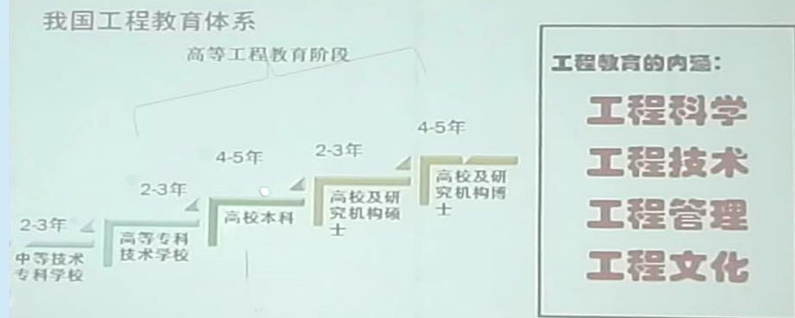 我国工程教育体系
高等工程教育阶段
2-3年
中等技术
专科学校
2-3年
高等专科
技术学校
4-5年
高校本科
2-3年
高校及研
究机构硕
士
4-5年
高校及研
究机构博
士
工程教育的内涵：
工程科学
工程技术
工程管理
工程文化